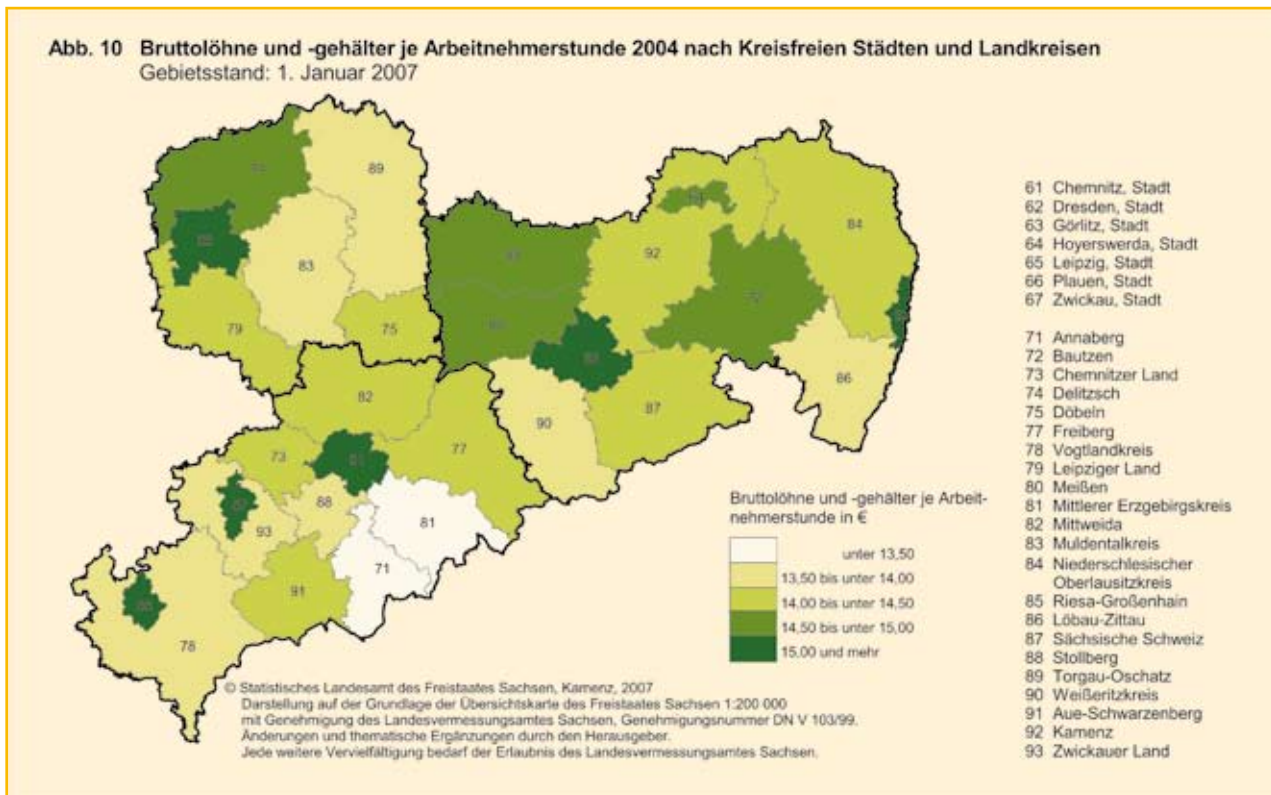 Abb. 10 Bruttolöhne und -gehälter je Arbeitnehmerstunde 2004 nach Kreisfreien Städten und Landkreisen
Gebietsstand: 1. Januar 2007
89
84
92
83
79
75
86
82
87
90
77
73
88
81
93
71
91
78
61 Chemnitz, Stadt
62 Dresden, Stadt
63 Görlitz, Stadt
64 Hoyerswerda, Stadt
65 Leipzig, Stadt
66 Plauen, Stadt
67 Zwickau, Stadt
71 Annaberg
72 Bautzen
73 Chemnitzer Land
74 Delitzsch
75 Döbeln
77 Freiberg
78 Vogtlandkreis
79 Leipziger Land
80 Meißen
81 Mittlerer Erzgebirgskreis
82 Mittweida
83 Muldentalkreis
84 Niederschlesischer
Oberlausitzkreis
85 Riesa-Großenhain
86 Löbau-Zittau
87 Sächsische Schweiz
88 Stollberg
89 Torgau-Oschatz
90 Weißeritzkreis
91 Aue-Schwarzenberg
92 Kamenz
93 Zwickauer Land
Bruttolöhne und -gehälter je Arbeit-
nehmerstunde in €
unter 13,50
13,50 bis unter 14,00
14,00 bis unter 14,50
14,50 bis unter 15,00
15,00 und mehr
© Statistisches Landesamt des Freistaates Sachsen, Kamenz, 2007
Darstellung auf der Grundlage der Übersichtskarte des Freistaates Sachsen 1:200 000
mit Genehmigung des Landesvermessungsamtes Sachsen, Genehmigungsnummer DN V 103/99.
Änderungen und thematische Ergänzungen durch den Herausgeber.
Jede weitere Vervielfältigung bedarf der Erlaubnis des Landesvermessungsamtes Sachsen.